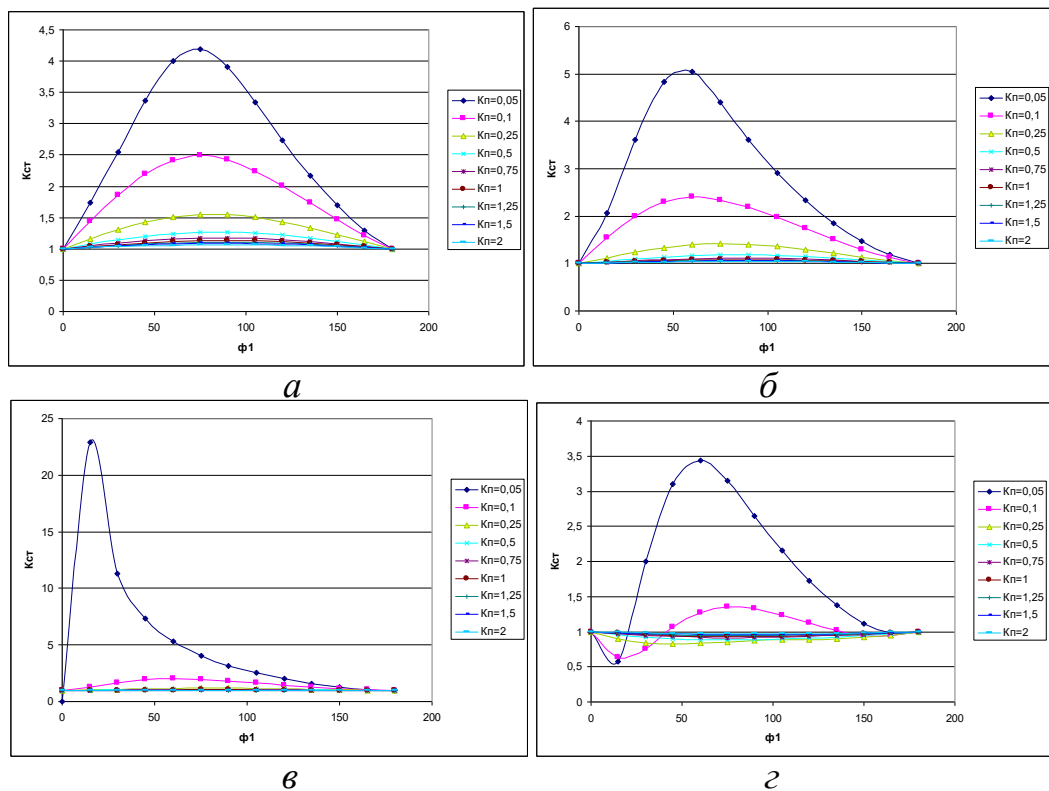 4,5
4
3,5
3
2,5
2
1,5
1
0,5
0
0
50
100
150
200
Кст
ф1
Кп=0,05
Кп=0,1
Кп=0,25
Кп=0,5
Кп=0,75
Кп=1
Кп=1,25
Кп=1,5
Кп=2
а
6
5
4
3
2
1
0
0
50
100
150
200
Кст
ф1
Кп=0,05
Кп=0,1
Кп=0,25
Кп=0,5
Кп=0,75
Кп=1
Кп=1,25
Кп=1,5
Кп=2
б
25
20
15
10
5
0
0
50
100
150
200
Кст
ф1
Кп=0,05
Кп=0,1
Кп=0,25
Кп=0,5
Кп=0,75
Кп=1
Кп=1,25
Кп=1,5
Кп=2
в
4
3,5
3
2,5
2
1,5
1
0,5
0
0
50
100
150
200
Кст
ф1
Кп=0,05
Кп=0,1
Кп=0,25
Кп=0,5
Кп=0,75
Кп=1
Кп=1,25
Кп=1,5
Кп=2
г